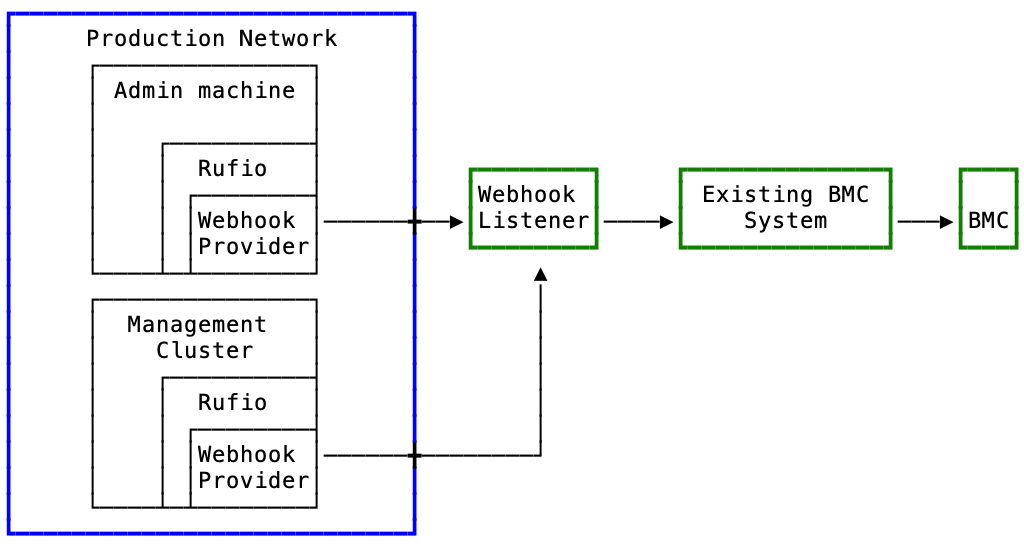 Production Network
Admin machine
Rufio
Webhook
Provider
Webhook
Listener
Existing BMC
System
BMC
Management
Cluster
Rufio
Webhook
Provider